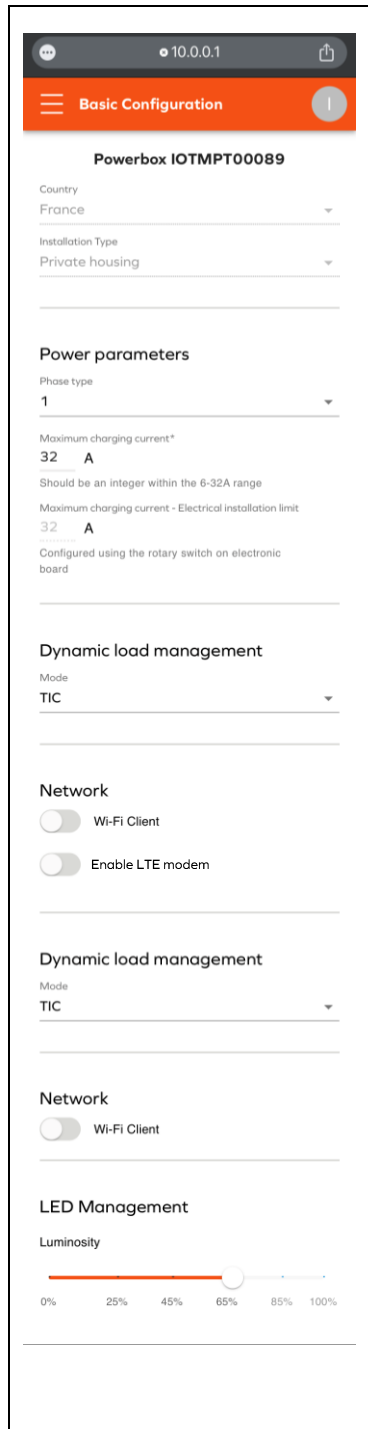 10.0.0.1
Basic Configuration
I
Powerbox IOTMPT00089
Country
France
Installation Type
Private housing
Power parameters
Phase type
1
Maximum charging current*
32 A
Should be an integer within the 6-32A range
Maximum charging current - Electrical installation limit
32 A
Configured using the rotary switch on electronic
board
Dynamic load management
Mode
TIC
Network
Wi-Fi Client
Enable LTE modem
Dynamic load management
Mode
TIC
Network
Wi-Fi Client
LED Management
Luminosity
0% 25% 45% 65% 85% 100%